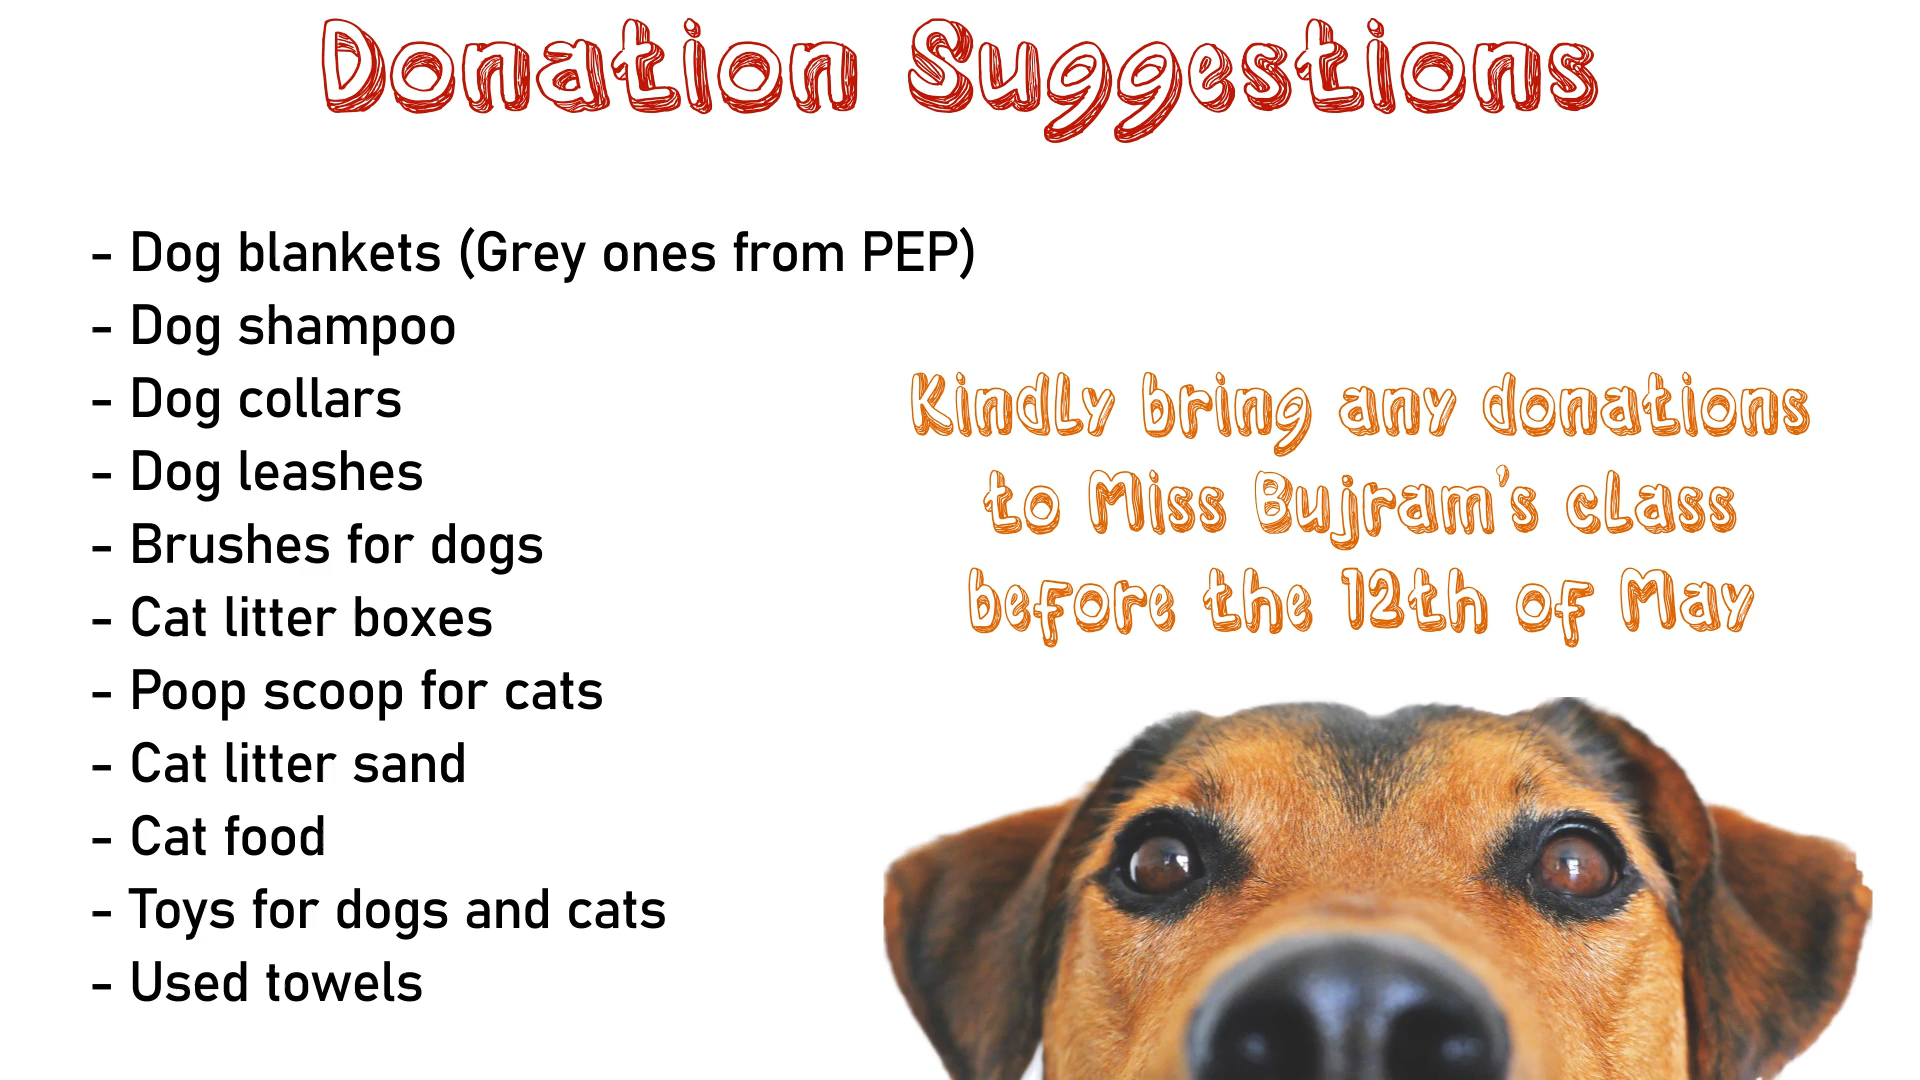 Donation Suggestions
- Dog blankets (Grey ones from PEP)
- Dog shampoo
- Dog collars
- Dog leashes
- Brushes for dogs
- Cat litter boxes
- Poop scoop for cats
- Cat litter sand
- Cat food
- Toys for dogs and cats
- Used towels
Kindly bring any donations
to Miss Bujram's class
before the 12th of May